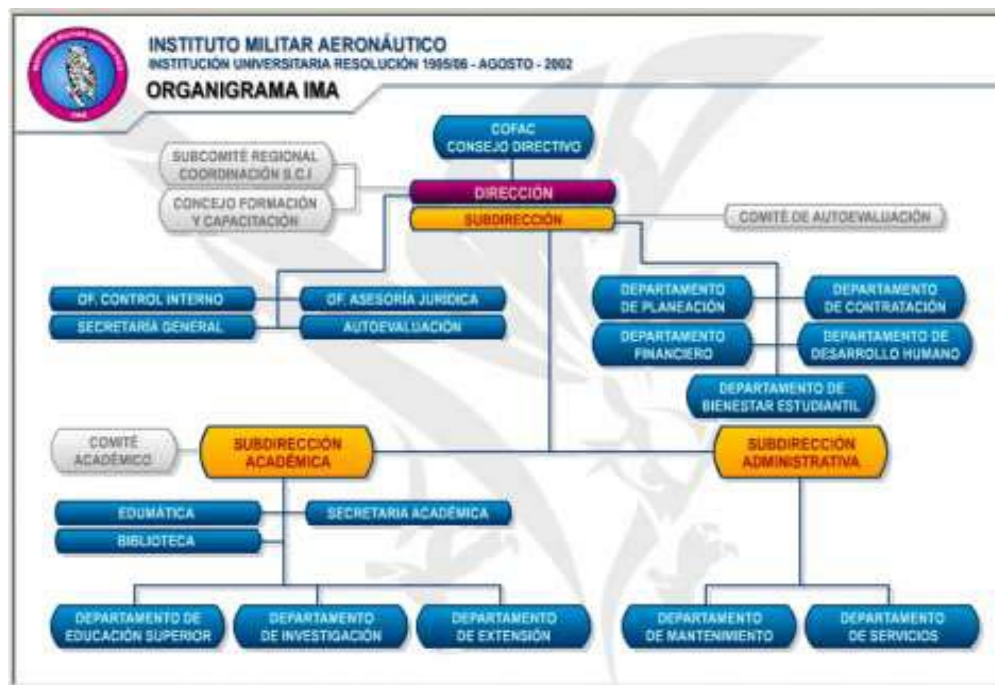 INSTITUTO MILITAR AERONÁUTICO
INSTITUCIÓN UNIVERSITARIA RESOLUCIÓN 1905/06 - AGOSTO - 2002
ORGANIGRAMA IMA
COFAC
CONSEJO DIRECTIVO
SUBCOMITÉ REGIONAL
COORDINACIÓN S.C.I
CONCEJO FORMACIÓN
Y CAPACITACIÓN
DIRECCIÓN
SUBDIRECCIÓN
COMITÉ DE AUTOEVALUACIÓN
OF. CONTROL INTERNO
OF. ASESORÍA JURÍDICA
SECRETARÍA GENERAL
AUTOEVALUACIÓN
DEPARTAMENTO
DE PLANEACIÓN
DEPARTAMENTO
DE CONTRATACIÓN
DEPARTAMENTO
FINANCIERO
DEPARTAMENTO DE
DESARROLLO HUMANO
DEPARTAMENTO DE
BIENESTAR ESTUDIANTIL
COMITÉ
ACADÉMICO
SUBDIRECCIÓN
ACADÉMICA
SUBDIRECCIÓN
ADMINISTRATIVA
EDUMÁTICA
SECRETARIA ACADÉMICA
BIBLIOTECA
DEPARTAMENTO DE
EDUCACIÓN SUPERIOR
DEPARTAMENTO
DE INVESTIGACIÓN
DEPARTAMENTO
DE EXTENSIÓN
DEPARTAMENTO
DE MANTENIMIENTO
DEPARTAMENTO
DE SERVICIOS